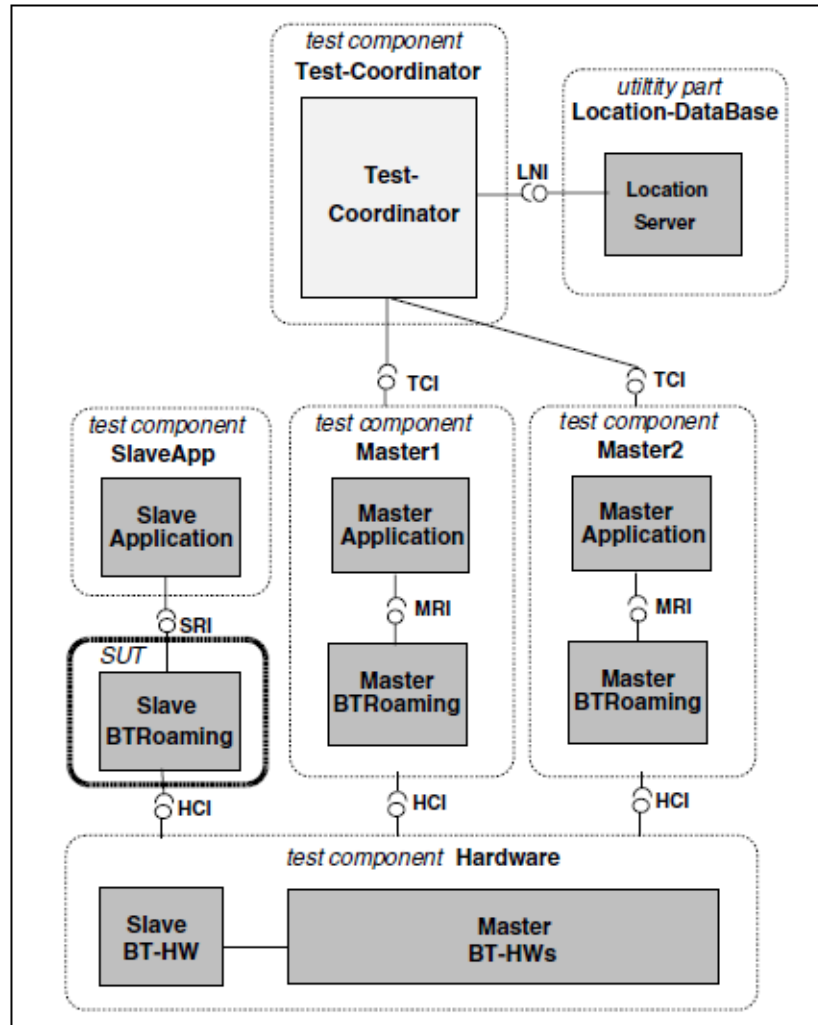 test component
Test-Coordinator
Test-
Coordinator
LNI
utiltity part
Location-DataBase
Location
Server
TCI
TCI
test component
SlaveApp
Slave
Application
SRI
SUT
Slave
BTRoaming
HCI
test component
Master1
Master
Application
MRI
Master
BTRoaming
HCI
test component
Master2
Master
Application
MRI
Master
BTRoaming
HCI
test component Hardware
Slave
BT-HW
Master
BT-HWs